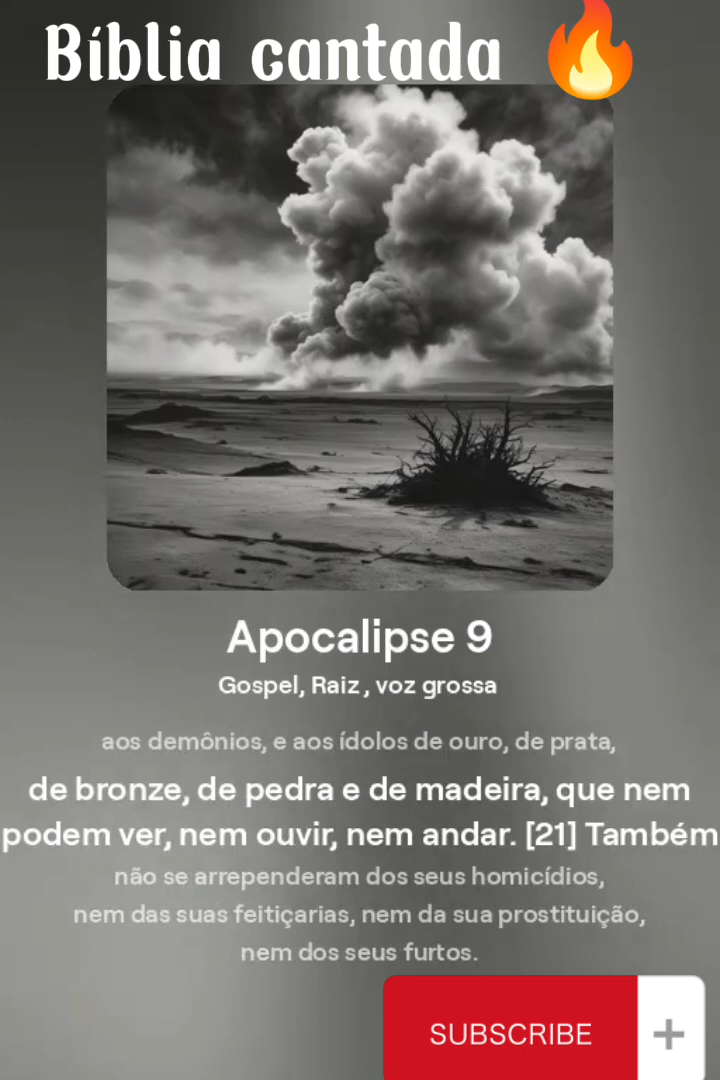 Bíblia cantada 🔥
Apocalipse 9
Gospel, Raiz , voz grossa
aos demônios, e aos ídolos de ouro, de prata,
de bronze, de pedra e de madeira, que nem
podem ver, nem ouvir, nem andar. [21] Também
não se arrependeram dos seus homicídios,
nem das suas feitiçarias, nem da sua prostituição,
nem dos seus furtos.
SUBSCRIBE +